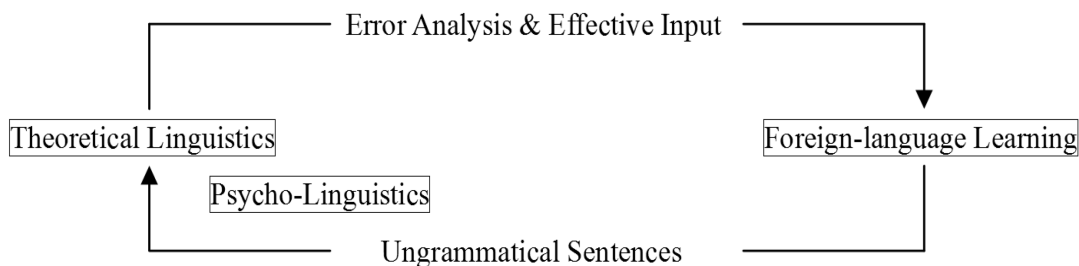 Error Analysis & Effective Input
Theoretical Linguistics
Foreign-language Learning
Psycho-Linguistics
Ungrammatical Sentences